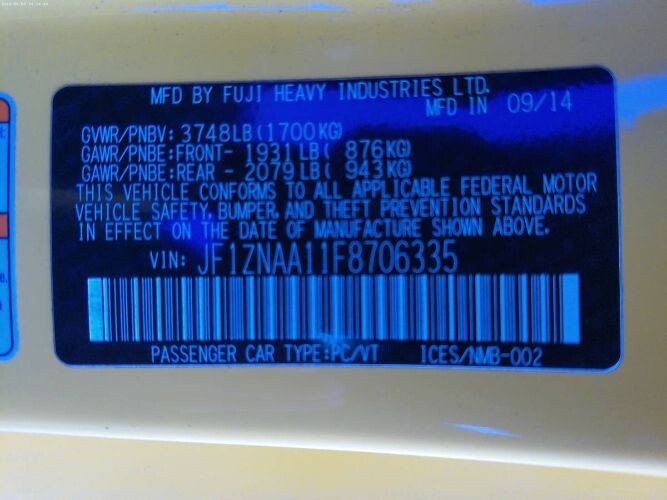 MFD BY FUJI HEAVY INDUSTRIES LTD.
MFD IN 09/14
GVWR/PNBV: 3748LB(1700KG)
GAWR/PNBE:FRONT- 1931LB( 876KG)
GAWR/PNBE:REAR - 2079LB( 943KG)
THIS VEHICLE CONFORMS TO ALL APPLICABLE FEDERAL MOTOR
VEHICLE SAFETY, BUMPER, AND THEFT PREVENTION STANDARDS
IN EFFECT ON THE DATE OF MANUFACTURE SHOWN ABOVE.
VIN: JF1ZNAA11F8706335
PASSENGER CAR TYPE:PC/VT ICES/NMB-002